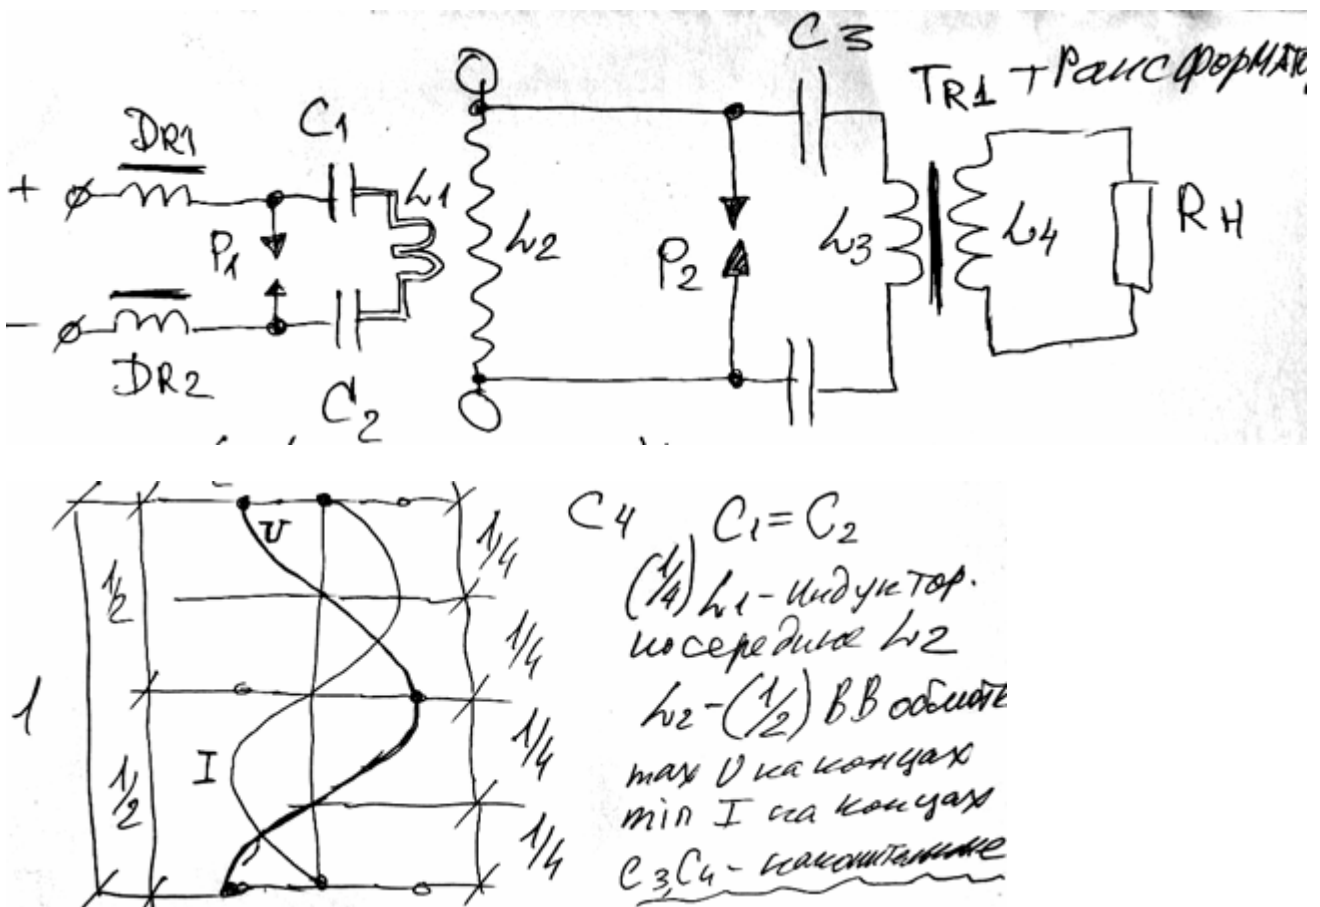 C3
TR1 трансформато
DR1
C1
L1
+
P1
L2
P2
L3
L4
RH
−
DR2
C2
U
1/4
1/2
1/4
1
I
1/4
1/2
1/4
C4 C1 = C2
(1/4) L1 - индуктор.
посередине L2
L2 - (1/2) ВВ обмотк
max U на концах
min I на концах
C3, C4 - накопительные